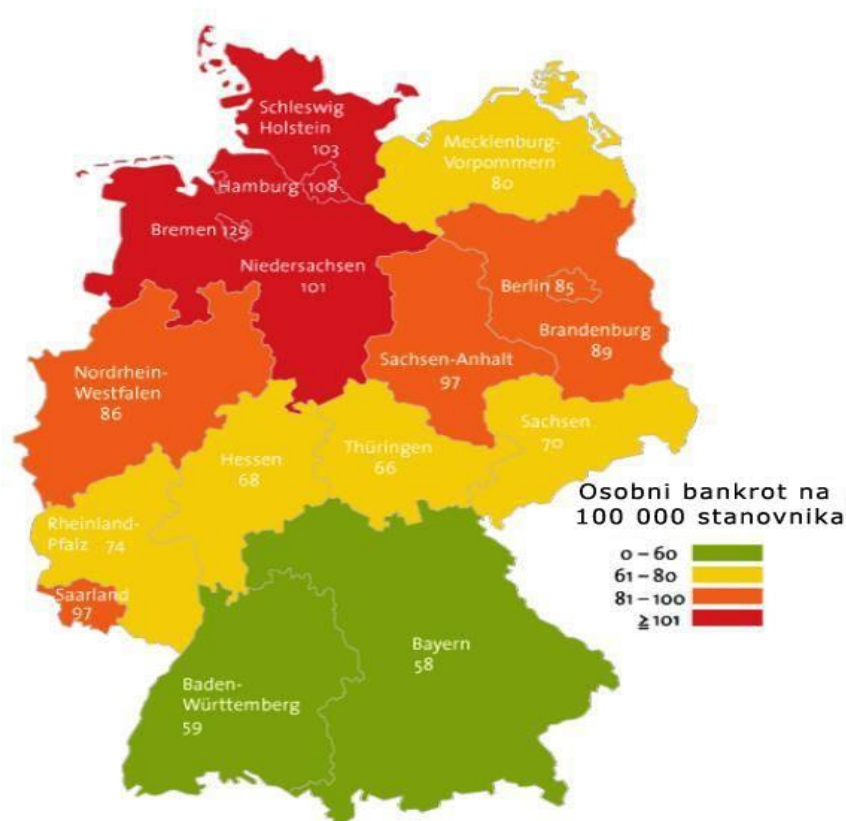 Schleswig
Holstein
103
Mecklenburg-
Vorpommern
80
Hamburg 108
Bremen 129
Niedersachsen
101
Berlin 85
Brandenburg
89
Sachsen-Anhalt
97
Nordrhein-
Westfalen
86
Sachsen
70
Thüringen
66
Hessen
68
Rheinland-
Pfalz 74
Saarland
97
Bayern
58
Baden-
Württemberg
59
Osobni bankrot na
100 000 stanovnika
0 – 60
61 – 80
81 – 100
≧ 101